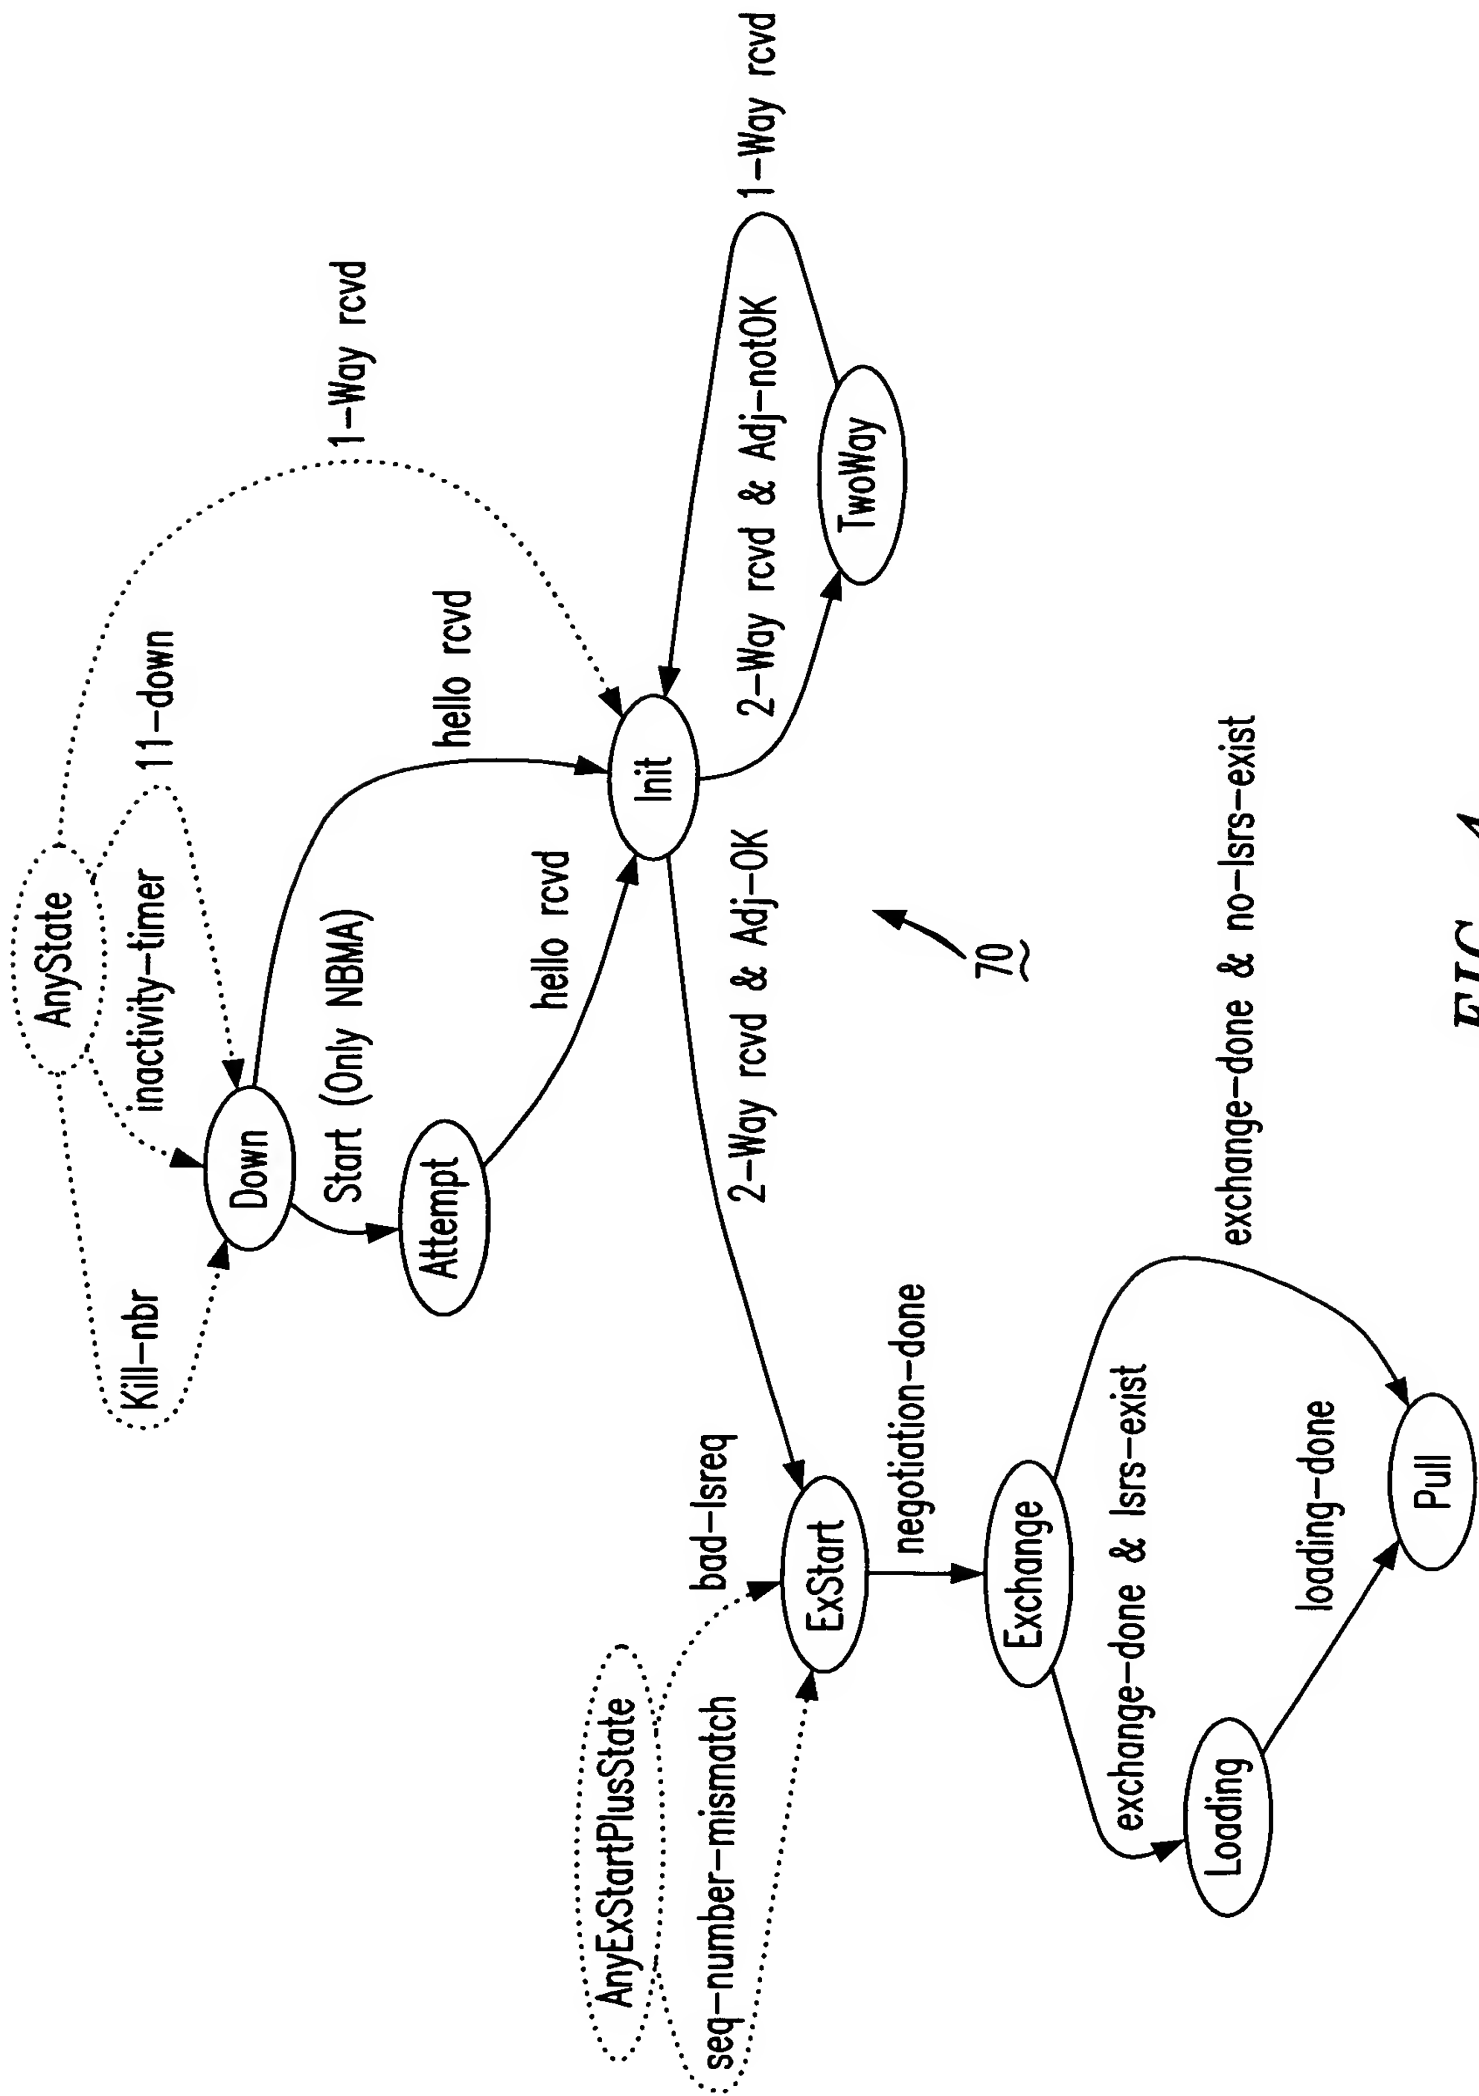 AnyState
Kill-nbr
inactivity-timer
11-down
1-Way rcvd
Down
Start (Only NBMA)
hello rcvd
Attempt
hello rcvd
AnyExStartPlusState
bad-lsreq
seq-number-mismatch
Init
2-Way rcvd & Adj-OK
2-Way rcvd & Adj-notOK
1-Way rcvd
ExStart
TwoWay
negotiation-done
70
Exchange
exchange-done & lsrs-exist
exchange-done & no-lsrs-exist
Loading
loading-done
Pull